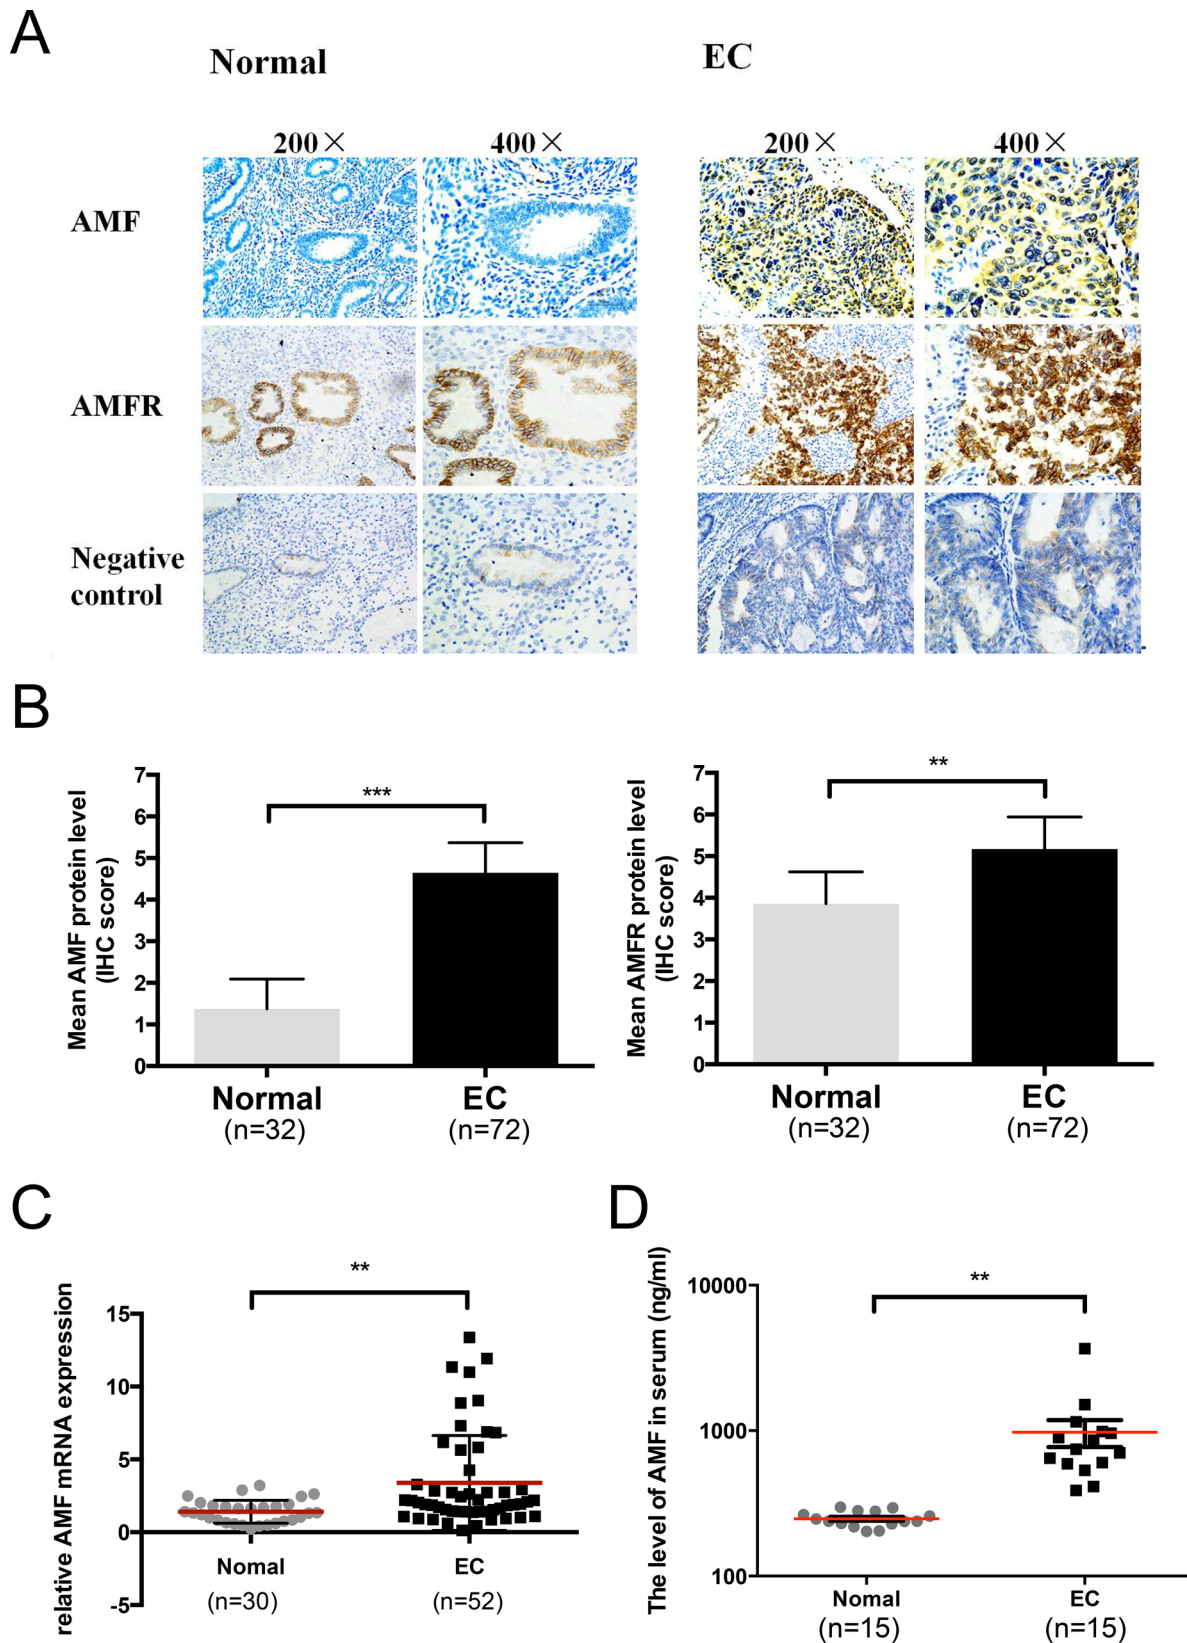 A
Normal
EC
200×
400×
200×
400×
AMF
AMFR
Negative
control
B
Mean AMF protein level
(IHC score)
7
6
5
4
3
2
1
0
***
Normal
(n=32)
EC
(n=72)
Mean AMFR protein level
(IHC score)
7
6
5
4
3
2
1
0
**
Normal
(n=32)
EC
(n=72)
C
relative AMF mRNA expression
15
10
5
0
-5
**
Nomal
(n=30)
EC
(n=52)
D
The level of AMF in serum (ng/ml)
10000
1000
100
**
Nomal
(n=15)
EC
(n=15)